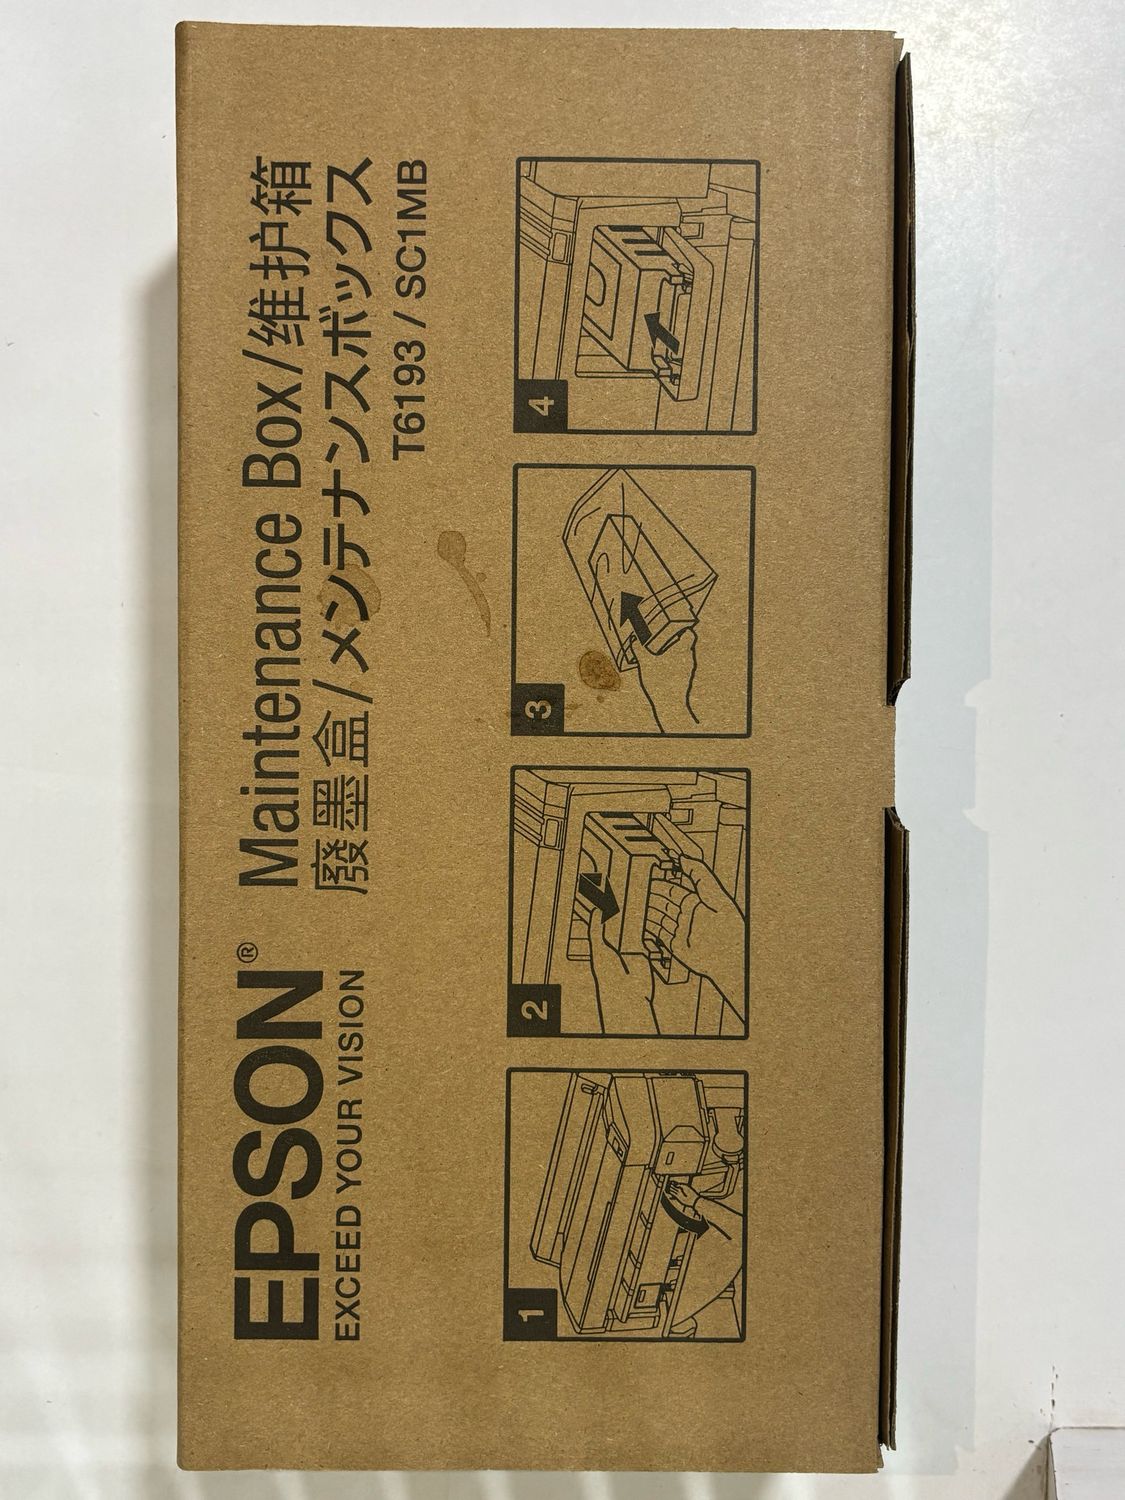 EPSON®
EXCEED YOUR VISION
Maintenance Box/维护箱
廢墨盒/メンテナンスボックス
T6193 / SC1MB
1
2
3
4